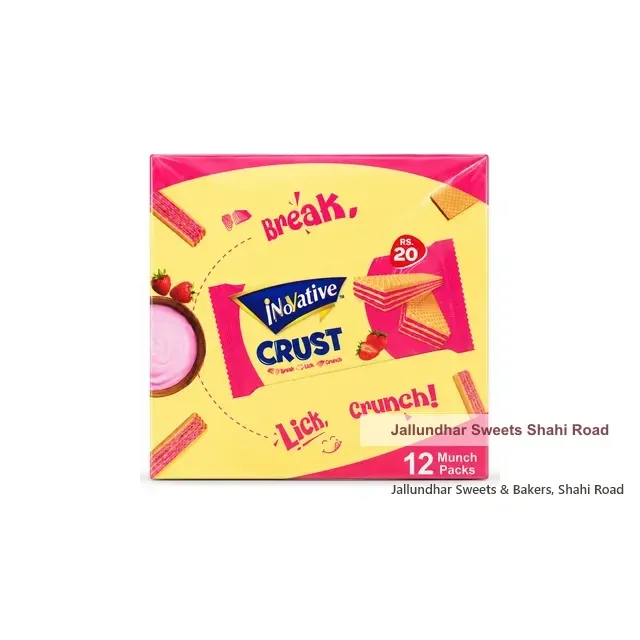 Break,
RS.
20
iNoVative
TM
CRUST
Break Lick Crunch
Lick, Crunch!
Jallundhar Sweets Shahi Road
12 Munch
Packs
Jallundhar Sweets & Bakers, Shahi Road